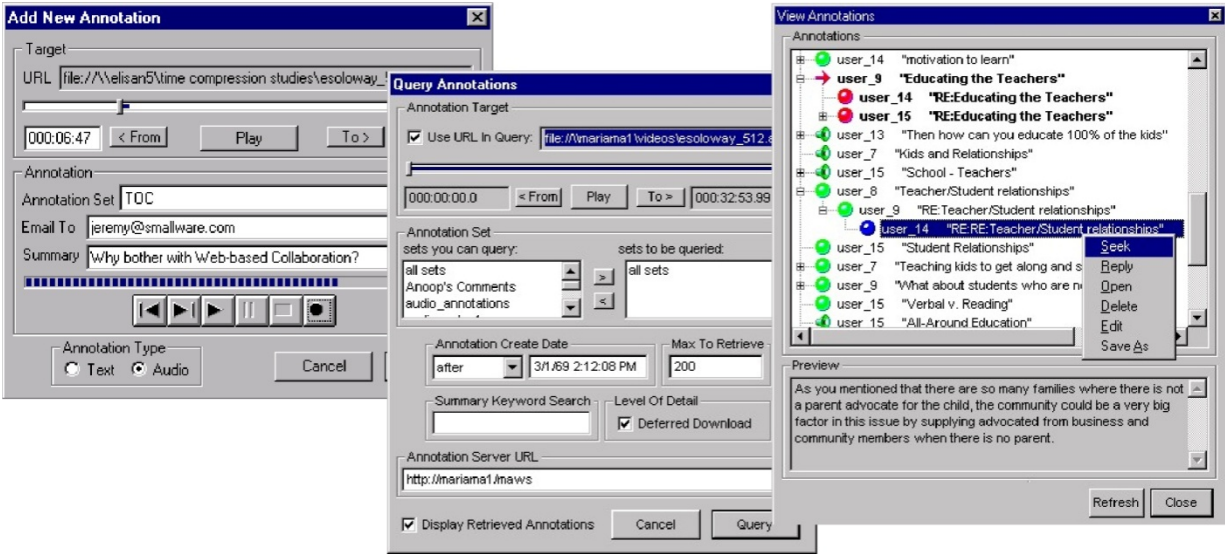 Add New Annotation
Target
URL file://\\elisan5\time compression studies\esoloway_
000:06:47 < From Play To >
Annotation
Annotation Set TOC
Email To jeremy@smallware.com
Summary Why bother with Web-based Collaboration?
Annotation Type
Text Audio
Cancel
Query Annotations
Annotation Target
Use URL In Query: file://\\mariama1\videos\esoloway_512.a
000:00:00.0 < From Play To > 000:32:53.99
Annotation Set
sets you can query: sets to be queried:
all sets
Anoop's Comments
audio_annotations
>
<
all sets
Annotation Create Date
after 3/1/69 2:12:08 PM
Max To Retrieve
200
Summary Keyword Search
Level Of Detail
Deferred Download
Annotation Server URL
http://mariama1/maws
Display Retrieved Annotations Cancel Query
View Annotations
Annotations
user_14 "motivation to learn"
user_9 "Educating the Teachers"
user_14 "RE:Educating the Teachers"
user_15 "RE:Educating the Teachers"
user_13 "Then how can you educate 100% of the kids"
user_7 "Kids and Relationships"
user_15 "School - Teachers"
user_8 "Teacher/Student relationships"
user_9 "RE:Teacher/Student relationships"
user_14 "RE:RE:Teacher/Student relationships"
user_15 "Student Relationships"
user_7 "Teaching kids to get along and s
user_9 "What about students who are n
user_15 "Verbal v. Reading"
user_15 "All-Around Education"
Seek
Reply
Open
Delete
Edit
Save As
Preview
As you mentioned that there are so many families where there is not
a parent advocate for the child, the community could be a very big
factor in this issue by supplying advocated from business and
community members when there is no parent.
Refresh Close